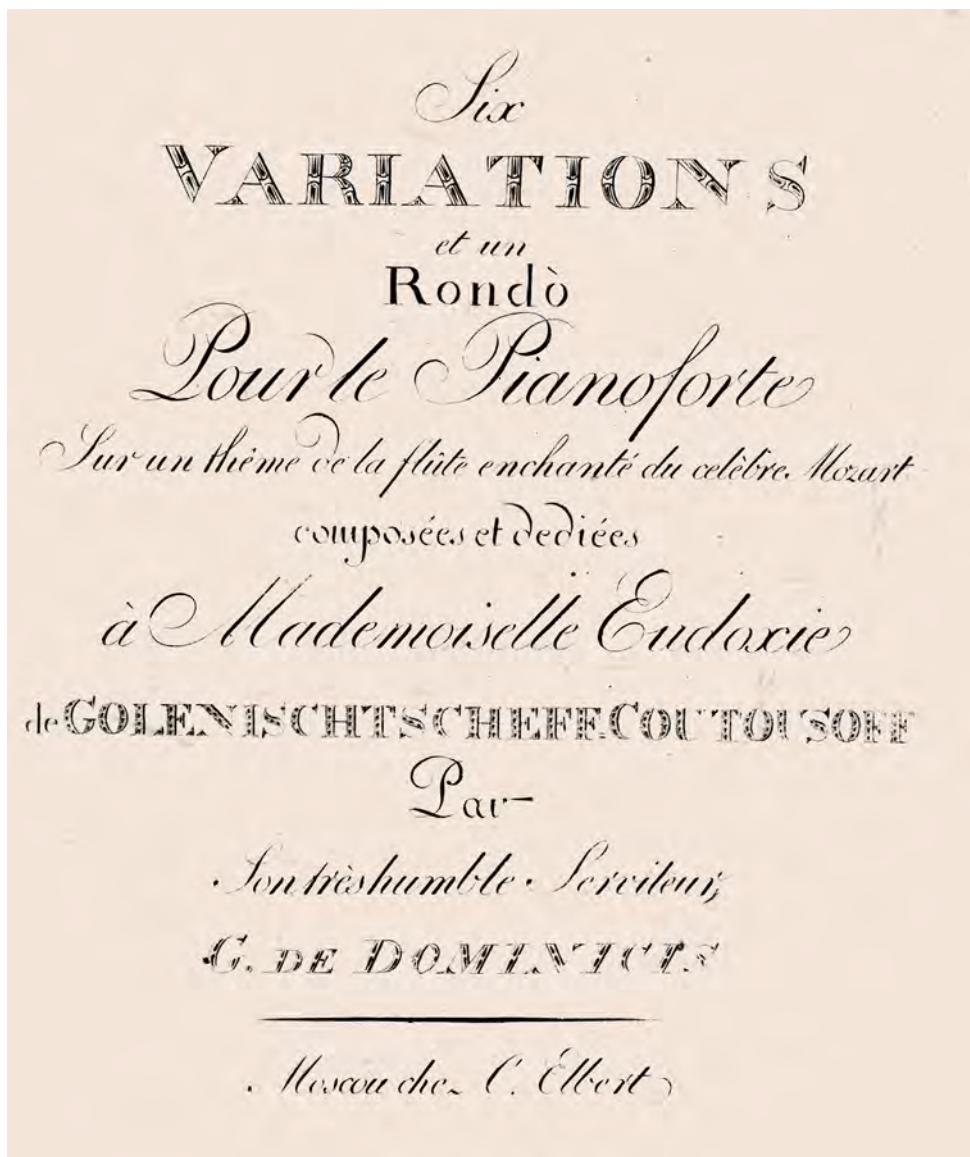 Six
VARIATIONS
et un
Rondò
Pour le Pianoforte
Sur un thême de la flûte enchanté du celêbre Mozart
composées et dediées
à Mademoiselle Eudoxie
de GOLENISCHTSCHEFF-COUTOUSOFF
Par
Son très humble Serviteur,
G. DE DOMINICIS
Moscou chez C. Elbert